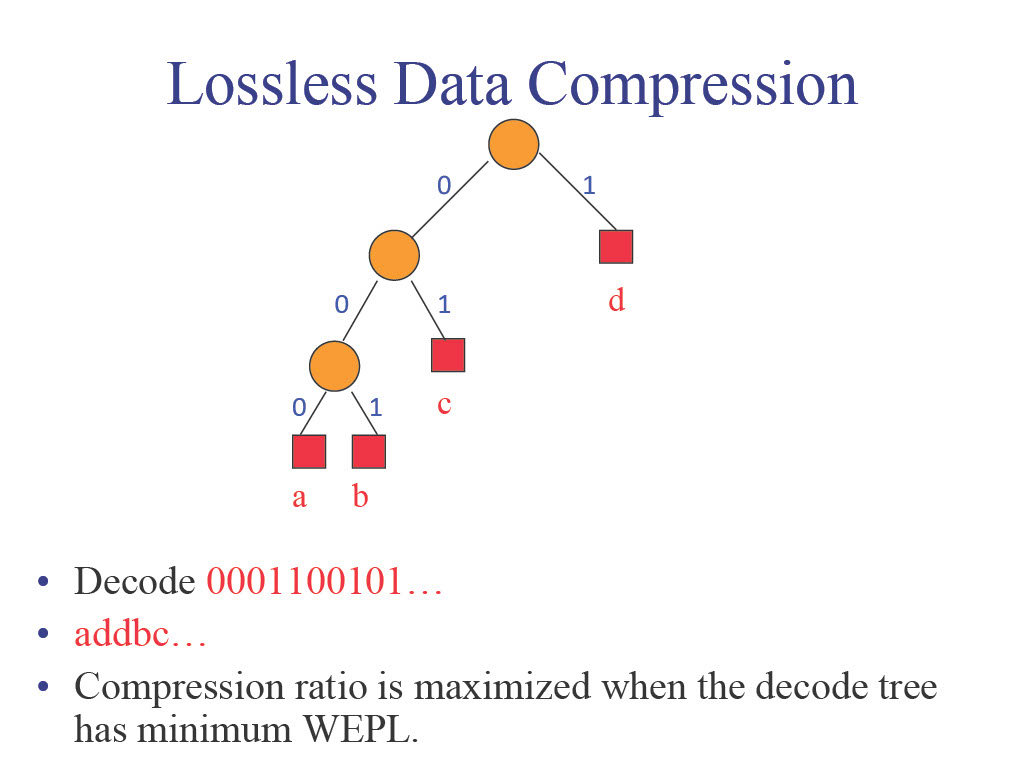 Lossless Data Compression
0 1
0 1
d
0 1
c
a b
• Decode 0001100101…
• addbc…
• Compression ratio is maximized when the decode tree
has minimum WEPL.